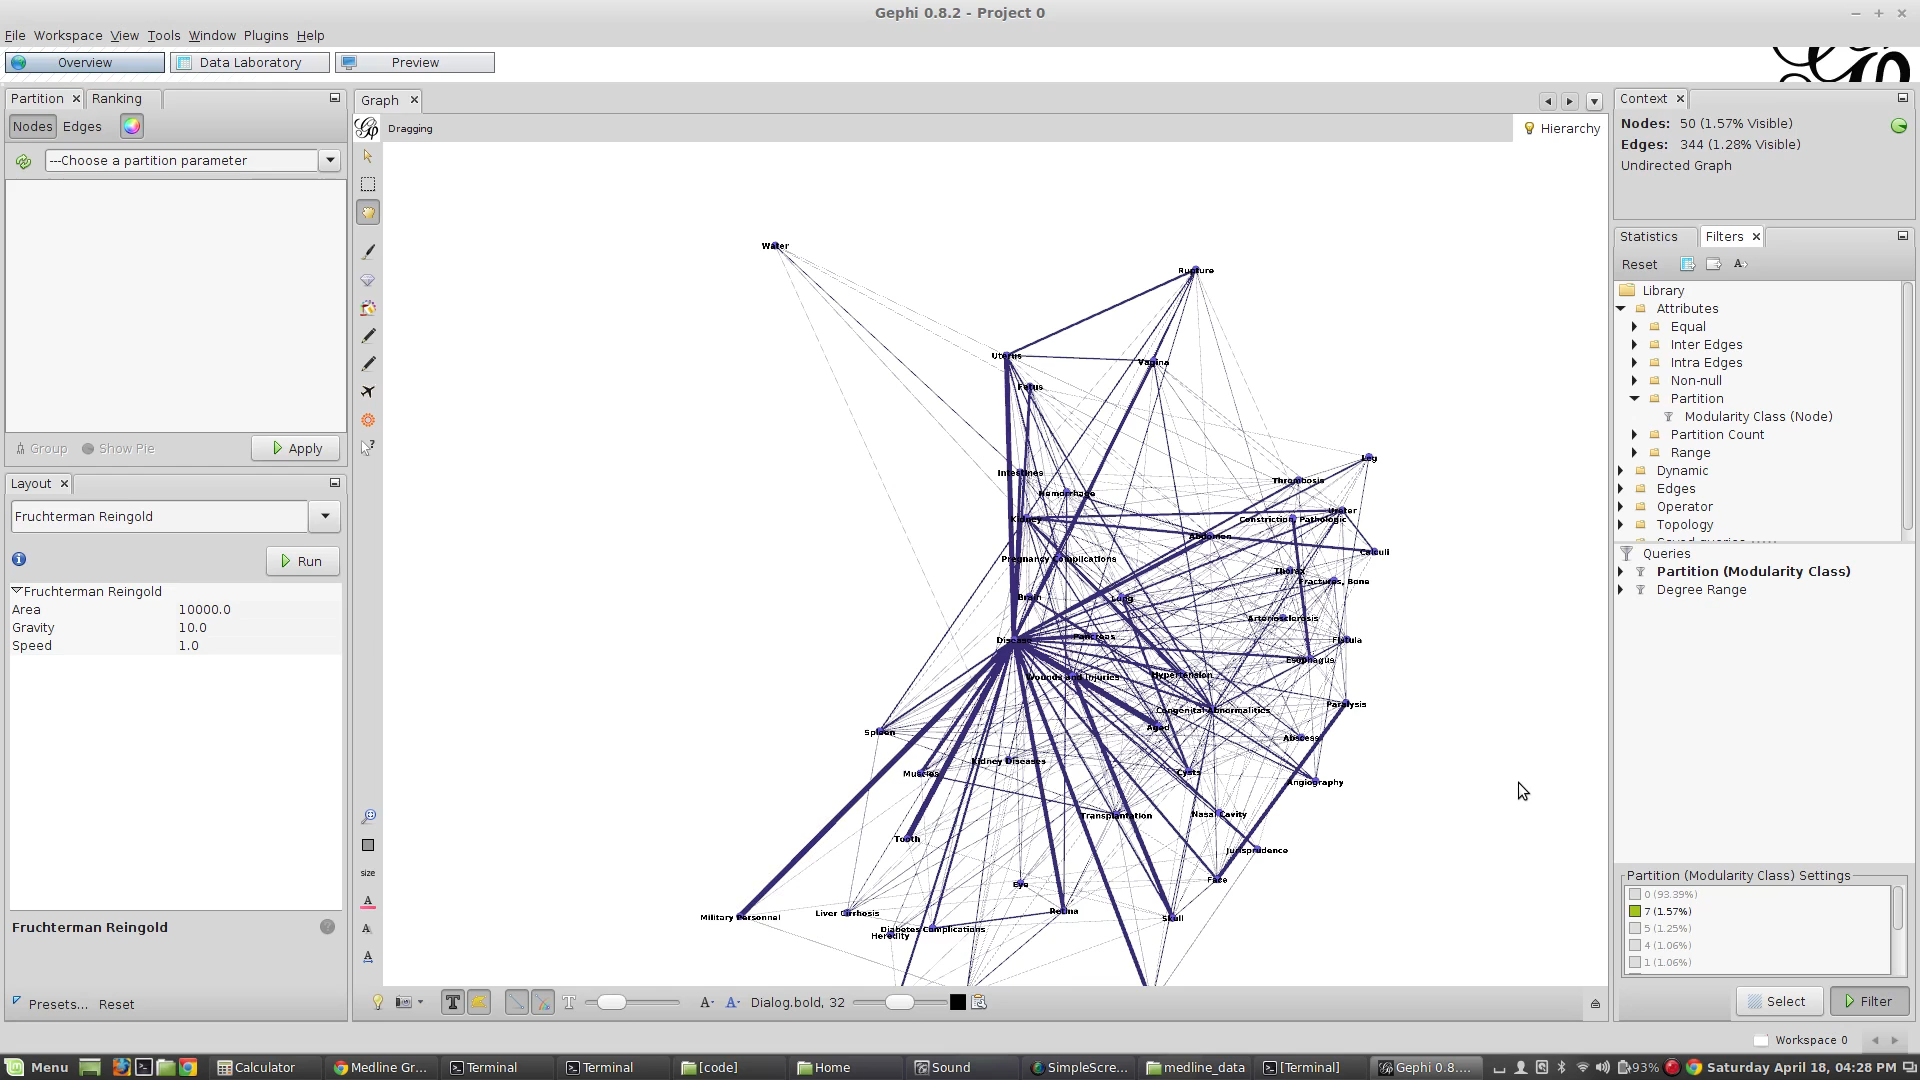 Gephi 0.8.2 - Project 0
File Workspace View Tools Window Plugins Help
Overview Data Laboratory Preview
Partition Ranking
Nodes Edges
---Choose a partition parameter
Group Show Pie Apply
Layout
Fruchterman Reingold
Run
Fruchterman Reingold
Area 10000.0
Gravity 10.0
Speed 1.0
Fruchterman Reingold
Presets... Reset
Graph
Dragging
Hierarchy
size
Water
Rupture
Uterus
Vagina
Fetus
Leg
Intestines
Thrombosis
Hemorrhage
Ureter
Kidney
Constriction, Pathologic
Abdomen
Calculi
Pregnancy Complications
Thorax
Fractures, Bone
Brain
Lung
Arteriosclerosis
Disease
Pancreas
Fistula
Esophagus
Wounds and Injuries
Hypertension
Paralysis
Congenital Abnormalities
Aged
Spleen
Abscess
Kidney Diseases
Muscles
Cysts
Angiography
Transplantation
Nasal Cavity
Tooth
Jurisprudence
Face
Eye
Retina
Liver Cirrhosis
Military Personnel
Skull
Diabetes Complications
Heredity
Dialog.bold, 32
Context
Nodes: 50 (1.57% Visible)
Edges: 344 (1.28% Visible)
Undirected Graph
Statistics Filters
Reset
Library
Attributes
Equal
Inter Edges
Intra Edges
Non-null
Partition
Modularity Class (Node)
Partition Count
Range
Dynamic
Edges
Operator
Topology
Queries
Partition (Modularity Class)
Degree Range
Partition (Modularity Class) Settings
0 (93.39%)
7 (1.57%)
5 (1.25%)
4 (1.06%)
1 (1.06%)
Select Filter
Workspace 0
Menu Calculator Medline Gr... Terminal Terminal [code] Home Sound SimpleScre... medline_data [Terminal] Gephi 0.8.... 93% Saturday April 18, 04:28 PM